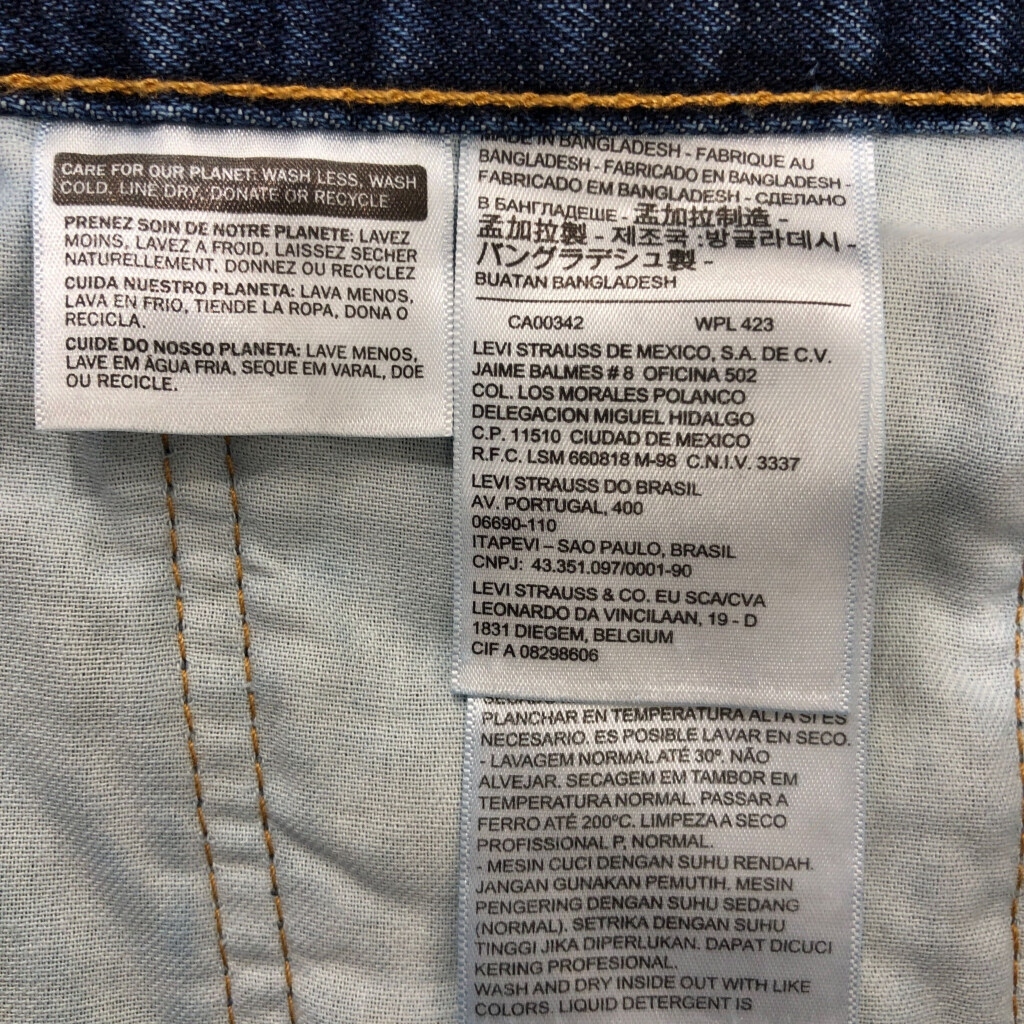 CARE FOR OUR PLANET: WASH LESS, WASH
COLD, LINE DRY, DONATE OR RECYCLE
PRENEZ SOIN DE NOTRE PLANETE: LAVEZ
MOINS, LAVEZ A FROID, LAISSEZ SECHER
NATURELLEMENT, DONNEZ OU RECYCLEZ
CUIDA NUESTRO PLANETA: LAVA MENOS,
LAVA EN FRIO, TIENDE LA ROPA, DONA O
RECICLA.
CUIDE DO NOSSO PLANETA: LAVE MENOS,
LAVE EM ÂGUA FRIA, SEQUE EM VARAL, DOE
OU RECICLE.
MADE IN BANGLADESH - FABRIQUE AU
BANGLADESH - FABRICADO EN BANGLADESH -
FABRICADO EM BANGLADESH - СДЕЛАНО
В БАНГЛАДЕШЕ - 孟加拉制造 -
孟加拉製 - 제조국 :방글라데시 -
バングラデシュ製 -
BUATAN BANGLADESH
CA00342 WPL 423
LEVI STRAUSS DE MEXICO, S.A. DE C.V.
JAIME BALMES # 8 OFICINA 502
COL. LOS MORALES POLANCO
DELEGACION MIGUEL HIDALGO
C.P. 11510 CIUDAD DE MEXICO
R.F.C. LSM 660818 M-98 C.N.I.V. 3337
LEVI STRAUSS DO BRASIL
AV. PORTUGAL, 400
06690-110
ITAPEVI – SAO PAULO, BRASIL
CNPJ: 43.351.097/0001-90
LEVI STRAUSS & CO. EU SCA/CVA
LEONARDO DA VINCILAAN, 19 - D
1831 DIEGEM, BELGIUM
CIF A 08298606
PLANCHAR EN TEMPERATURA ALTA SI ES
NECESARIO. ES POSIBLE LAVAR EN SECO.
- LAVAGEM NORMAL ATÉ 30º. NÃO
ALVEJAR. SECAGEM EM TAMBOR EM
TEMPERATURA NORMAL. PASSAR A
FERRO ATÉ 200ºC. LIMPEZA A SECO
PROFISSIONAL P, NORMAL.
- MESIN CUCI DENGAN SUHU RENDAH.
JANGAN GUNAKAN PEMUTIH. MESIN
PENGERING DENGAN SUHU SEDANG
(NORMAL). SETRIKA DENGAN SUHU
TINGGI JIKA DIPERLUKAN. DAPAT DICUCI
KERING PROFESIONAL.
WASH AND DRY INSIDE OUT WITH LIKE
COLORS. LIQUID DETERGENT IS